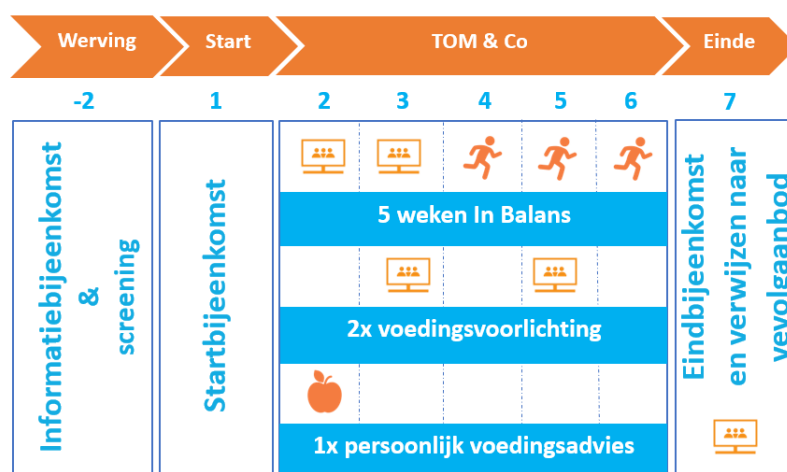 Werving
Start
TOM & Co
Einde
-2
1
2
3
4
5
6
7
Informatiebijeenkomst
&
screening
Startbijeenkomst
5 weken In Balans
2x voedingsvoorlichting
1x persoonlijk voedingsadvies
Eindbijeenkomst
en verwijzen naar
vevolgaanbod